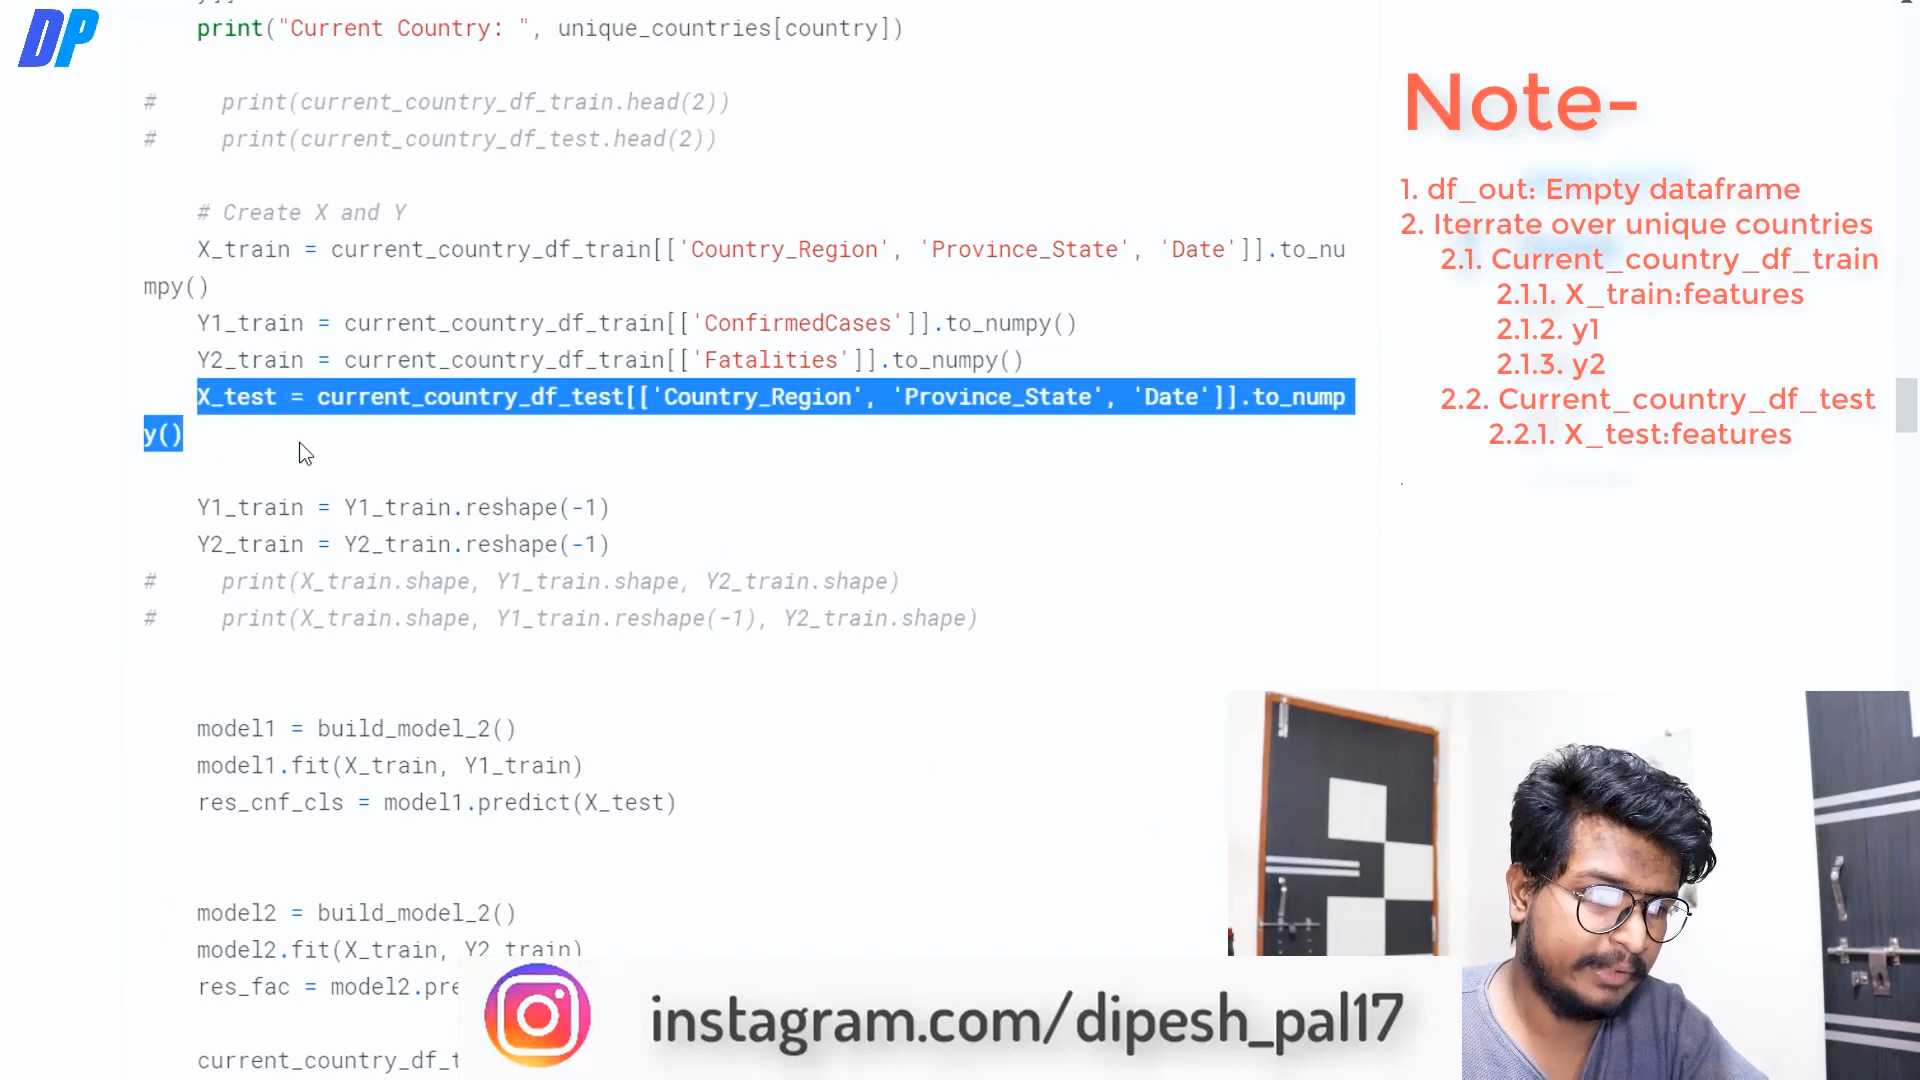 DP
print("Current Country: ", unique_countries[country])
#     print(current_country_df_train.head(2))
#     print(current_country_df_test.head(2))
# Create X and Y
X_train = current_country_df_train[['Country_Region', 'Province_State', 'Date']].to_nu
mpy()
Y1_train = current_country_df_train[['ConfirmedCases']].to_numpy()
Y2_train = current_country_df_train[['Fatalities']].to_numpy()
X_test = current_country_df_test[['Country_Region', 'Province_State', 'Date']].to_nump
y()
Y1_train = Y1_train.reshape(-1)
Y2_train = Y2_train.reshape(-1)
#     print(X_train.shape, Y1_train.shape, Y2_train.shape)
#     print(X_train.shape, Y1_train.reshape(-1), Y2_train.shape)
model1 = build_model_2()
model1.fit(X_train, Y1_train)
res_cnf_cls = model1.predict(X_test)
model2 = build_model_2()
model2.fit(X_train, Y2_train)
res_fac = model2.pre
current_country_df_t
Note-
1. df_out: Empty dataframe
2. Iterrate over unique countries
2.1. Current_country_df_train
2.1.1. X_train:features
2.1.2. y1
2.1.3. y2
2.2. Current_country_df_test
2.2.1. X_test:features
instagram.com/dipesh_pal17